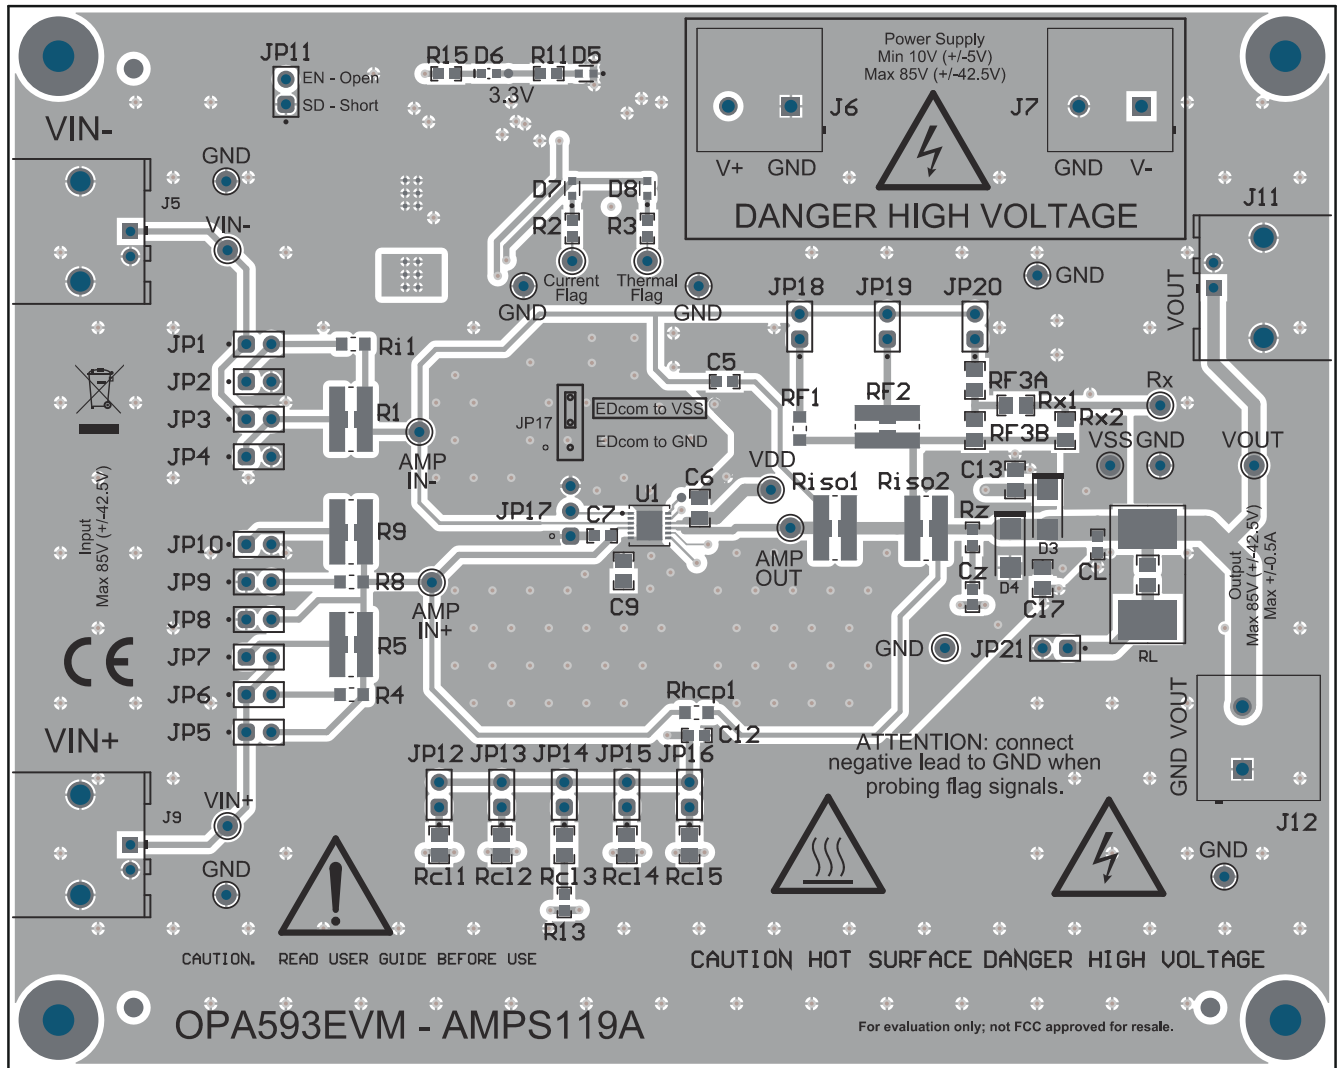 JP11
EN - Open
SD - Short
R15 D6 R11 D5
3.3V
Power Supply
Min 10V (+/-5V)
Max 85V (+/-42.5V)
J6
J7
V+ GND
GND V-
DANGER HIGH VOLTAGE
VIN-
GND
J5
VIN-
D7 D8
R2 R3
Current
Flag
Thermal
Flag
GND
GND
GND
J11
VOUT
JP18 JP19 JP20
JP1
JP2
JP3
JP4
Ri1
R1
AMP
IN-
C5
RF1 RF2
RF3A
RF3B
Rx1
Rx2
Rx
JP17
EDcom to VSS
EDcom to GND
VSS GND VOUT
VDD
C6
Riso1 Riso2
C13
JP17
C7
U1
C9
AMP
OUT
Rz
Cz
D3
D4
C17
CL
RL
Input
Max 85V (+/-42.5V)
Output
Max 85V (+/-42.5V)
Max +/-0.5A
JP10
JP9
JP8
JP7
JP6
JP5
R9
R8
R5
R4
AMP
IN+
GND
JP21
CE
VIN+
Rhcp1
C12
JP12 JP13 JP14 JP15 JP16
ATTENTION: connect
negative lead to GND when
probing flag signals.
GND VOUT
J12
J9
VIN+
GND
GND
Rcl1 Rcl2 Rcl3 Rcl4 Rcl5
R13
CAUTION. READ USER GUIDE BEFORE USE
CAUTION HOT SURFACE DANGER HIGH VOLTAGE
OPA593EVM - AMPS119A
For evaluation only; not FCC approved for resale.